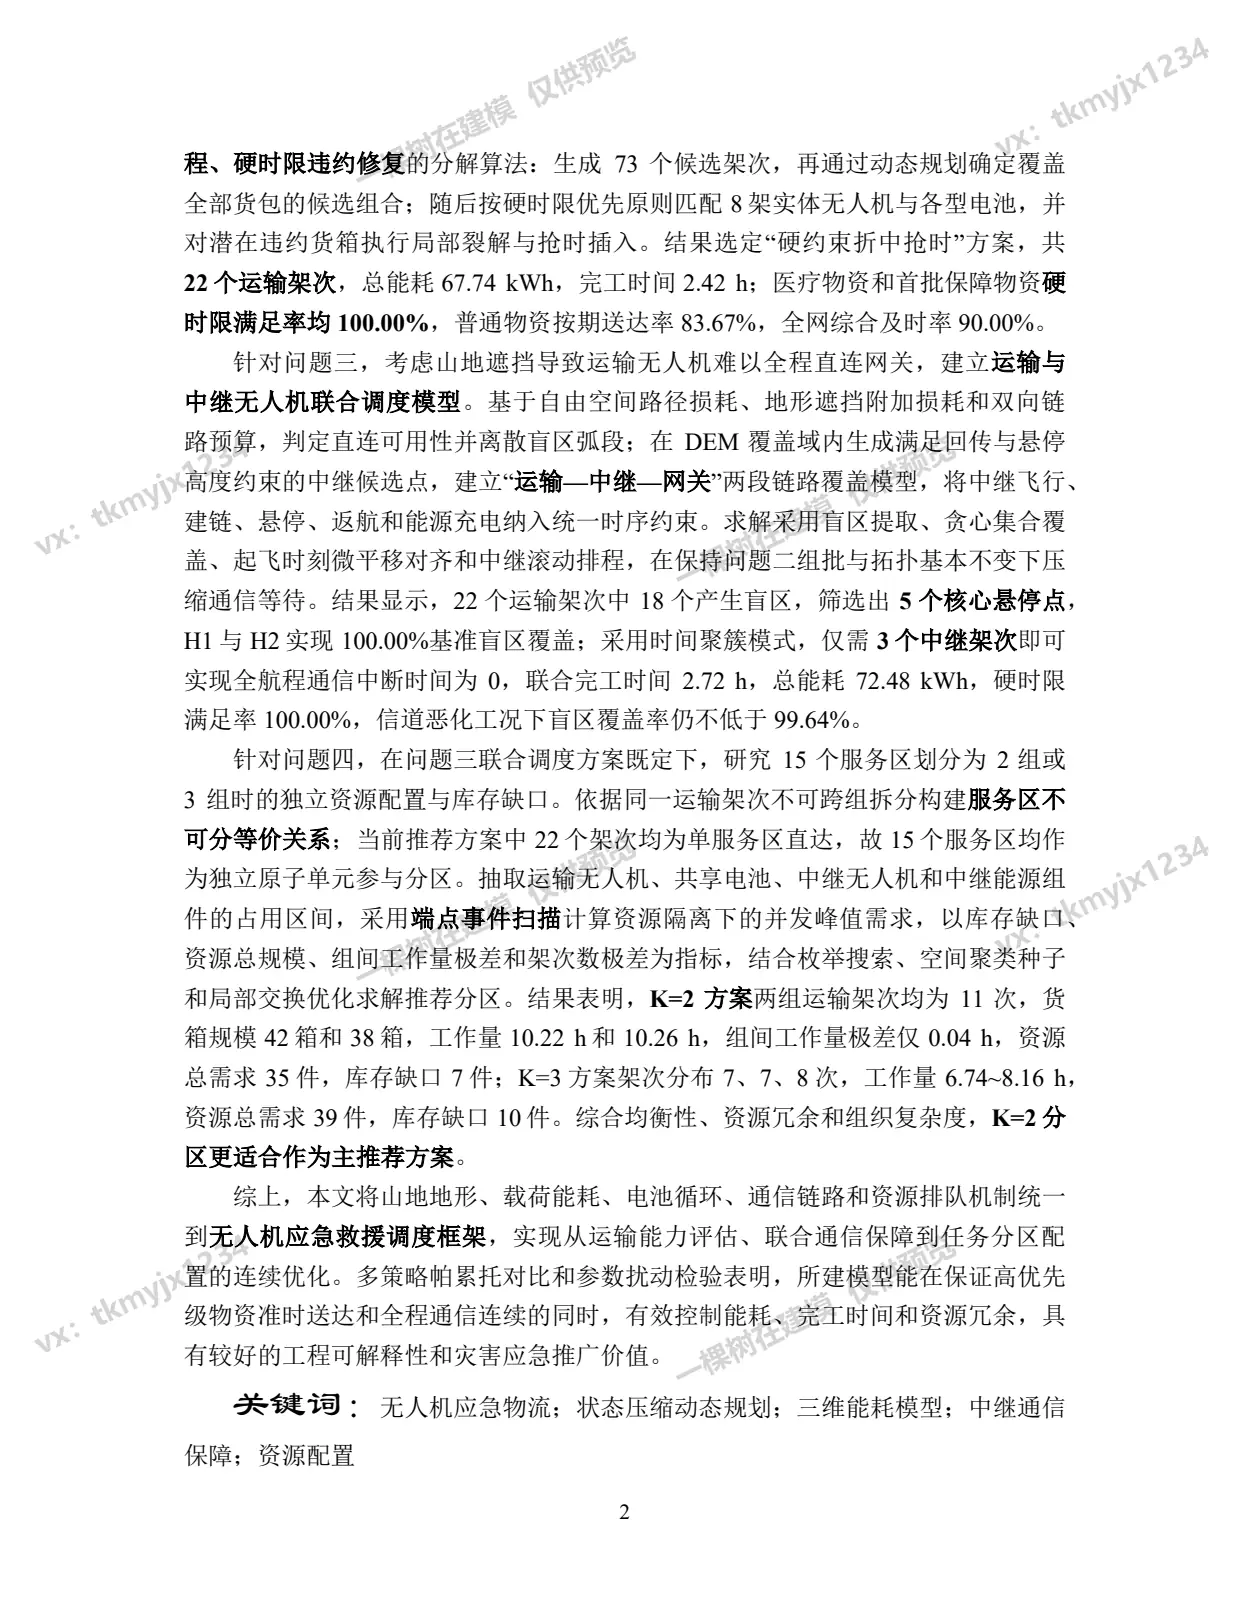 一棵树在建模 仅供预览
vx: tkmyjx1234
程、硬时限违约修复的分解算法：生成 73 个候选架次，再通过动态规划确定覆盖
全部货包的候选组合；随后按硬时限优先原则匹配 8 架实体无人机与各型电池，并
对潜在违约货箱执行局部裂解与抢时插入。结果选定“硬约束折中抢时”方案，共
22 个运输架次，总能耗 67.74 kWh，完工时间 2.42 h；医疗物资和首批保障物资硬
时限满足率均 100.00%，普通物资按期送达率 83.67%，全网综合及时率 90.00%。
针对问题三，考虑山地遮挡导致运输无人机难以全程直连网关，建立运输与
中继无人机联合调度模型。基于自由空间路径损耗、地形遮挡附加损耗和双向链
路预算，判定直连可用性并离散盲区弧段；在 DEM 覆盖域内生成满足回传与悬停
高度约束的中继候选点，建立“运输—中继—网关”两段链路覆盖模型，将中继飞行、
建链、悬停、返航和能源充电纳入统一时序约束。求解采用盲区提取、贪心集合覆
盖、起飞时刻微平移对齐和中继滚动排程，在保持问题二组批与拓扑基本不变下压
缩通信等待。结果显示，22 个运输架次中 18 个产生盲区，筛选出 5 个核心悬停点，
H1 与 H2 实现 100.00%基准盲区覆盖；采用时间聚簇模式，仅需 3 个中继架次即可
实现全航程通信中断时间为 0，联合完工时间 2.72 h，总能耗 72.48 kWh，硬时限
满足率 100.00%，信道恶化工况下盲区覆盖率仍不低于 99.64%。
针对问题四，在问题三联合调度方案既定下，研究 15 个服务区划分为 2 组或
3 组时的独立资源配置与库存缺口。依据同一运输架次不可跨组拆分构建服务区不
可分等价关系；当前推荐方案中 22 个架次均为单服务区直达，故 15 个服务区均作
为独立原子单元参与分区。抽取运输无人机、共享电池、中继无人机和中继能源组
件的占用区间，采用端点事件扫描计算资源隔离下的并发峰值需求，以库存缺口、
资源总规模、组间工作量极差和架次数极差为指标，结合枚举搜索、空间聚类种子
和局部交换优化求解推荐分区。结果表明，K=2 方案两组运输架次均为 11 次，货
箱规模 42 箱和 38 箱，工作量 10.22 h 和 10.26 h，组间工作量极差仅 0.04 h，资源
总需求 35 件，库存缺口 7 件；K=3 方案架次分布 7、7、8 次，工作量 6.74~8.16 h，
资源总需求 39 件，库存缺口 10 件。综合均衡性、资源冗余和组织复杂度，K=2 分
区更适合作为主推荐方案。
综上，本文将山地地形、载荷能耗、电池循环、通信链路和资源排队机制统一
到无人机应急救援调度框架，实现从运输能力评估、联合通信保障到任务分区配
置的连续优化。多策略帕累托对比和参数扰动检验表明，所建模型能在保证高优先
级物资准时送达和全程通信连续的同时，有效控制能耗、完工时间和资源冗余，具
有较好的工程可解释性和灾害应急推广价值。
关键词：无人机应急物流；状态压缩动态规划；三维能耗模型；中继通信
保障；资源配置
2
vx: tkmyjx1234
一棵树在建模 仅供预览
一棵树在建模 仅供预览
vx: tkmyjx1234
vx: tkmyjx1234
一棵树在建模 仅供预览